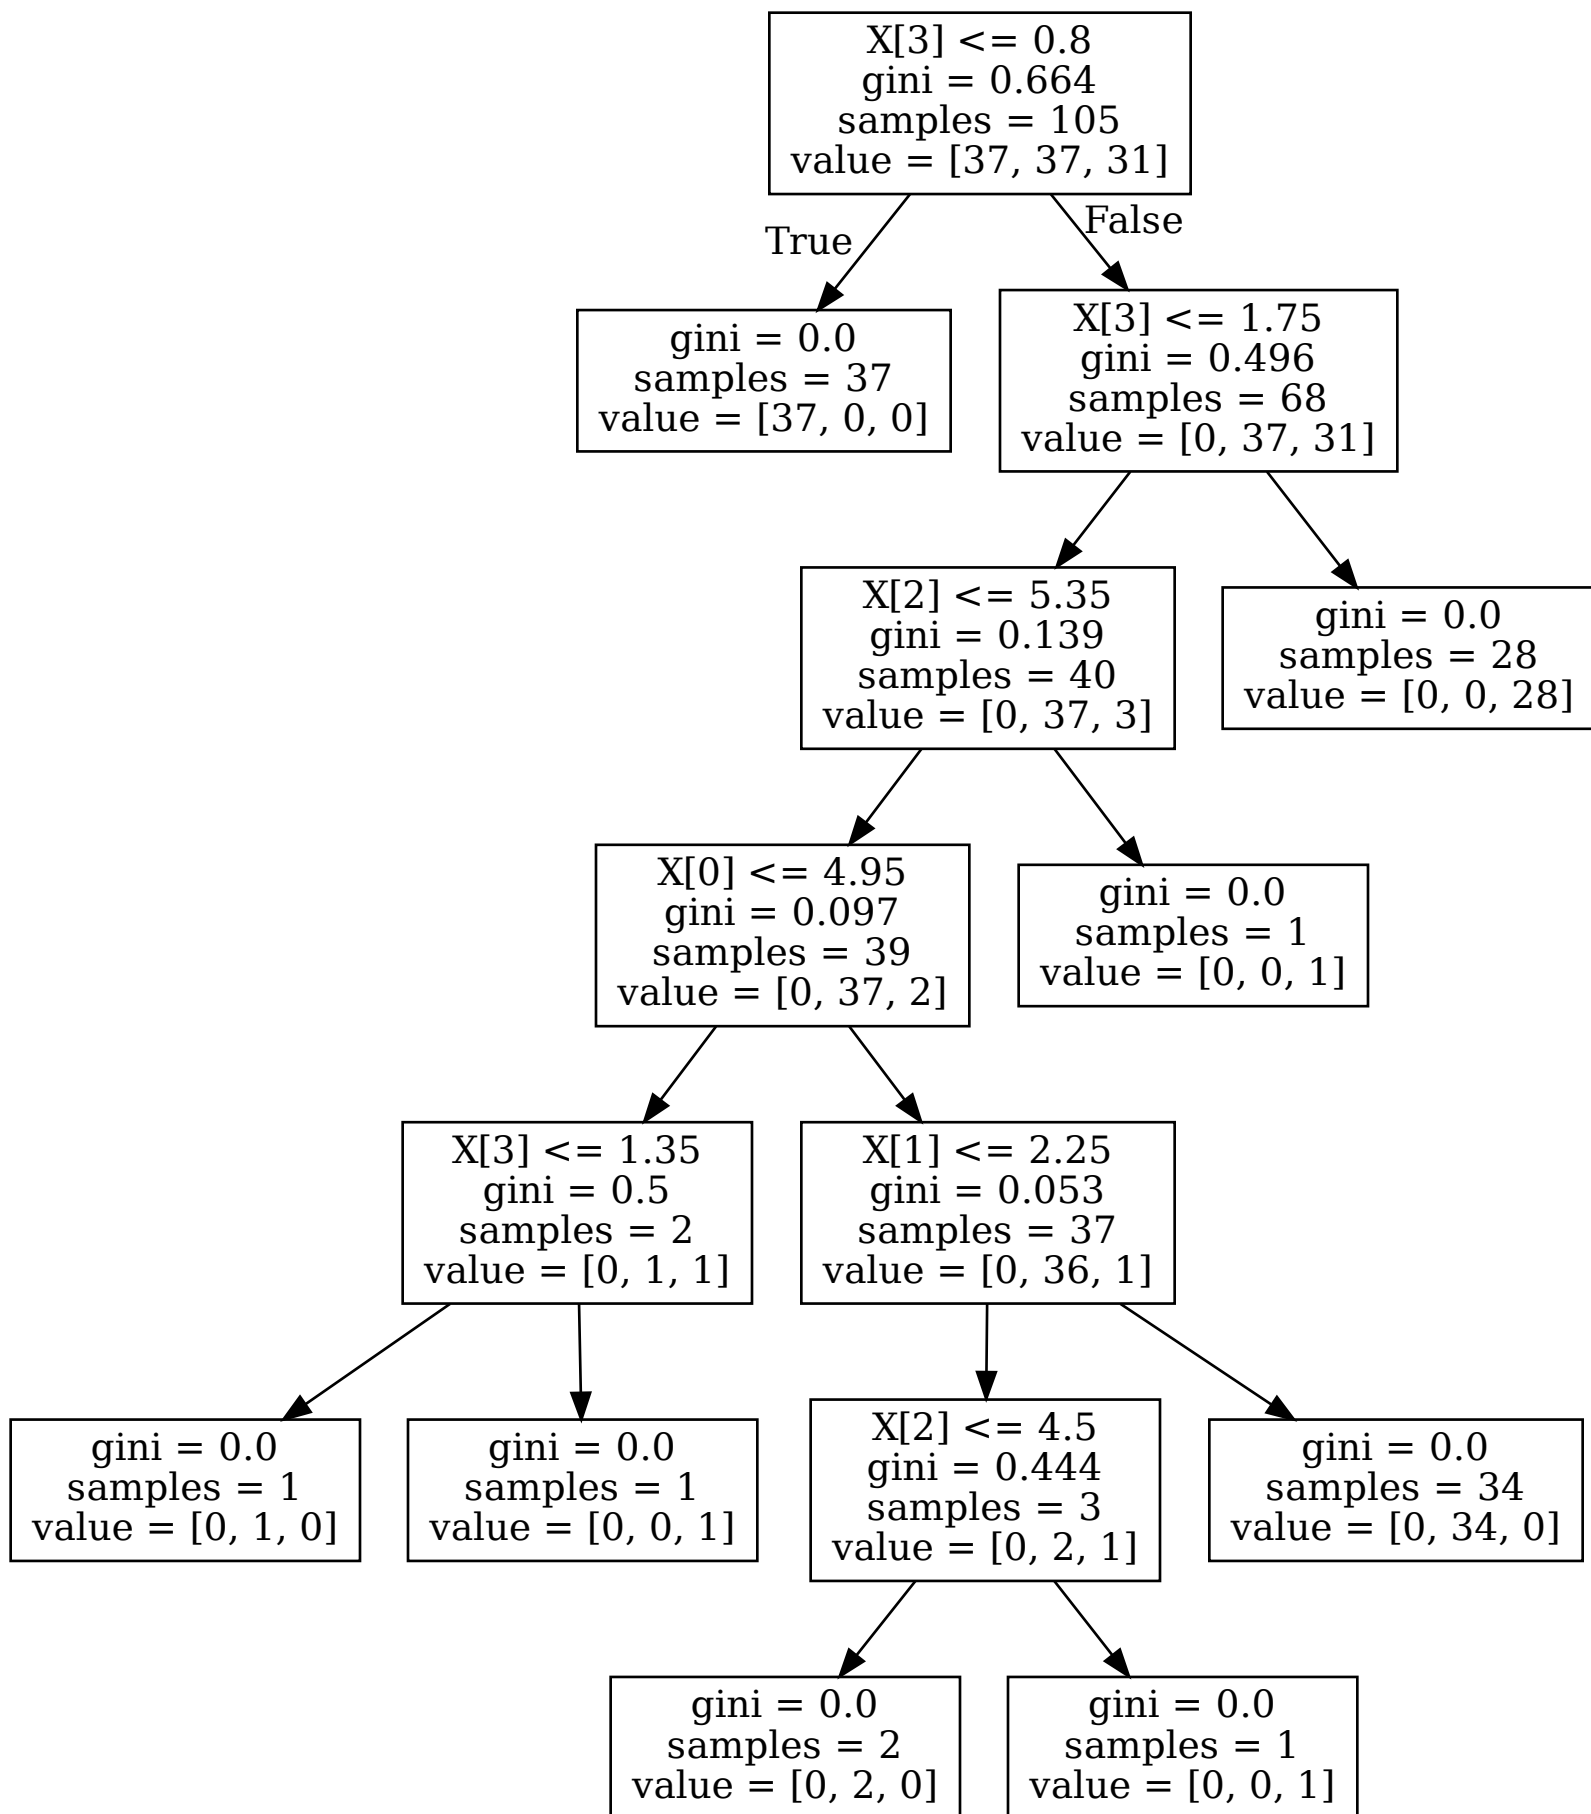 X[3] <= 0.8
gini = 0.664
samples = 105
value = [37, 37, 31]
True
False
gini = 0.0
samples = 37
value = [37, 0, 0]
X[3] <= 1.75
gini = 0.496
samples = 68
value = [0, 37, 31]
X[2] <= 5.35
gini = 0.139
samples = 40
value = [0, 37, 3]
gini = 0.0
samples = 28
value = [0, 0, 28]
X[0] <= 4.95
gini = 0.097
samples = 39
value = [0, 37, 2]
gini = 0.0
samples = 1
value = [0, 0, 1]
X[3] <= 1.35
gini = 0.5
samples = 2
value = [0, 1, 1]
X[1] <= 2.25
gini = 0.053
samples = 37
value = [0, 36, 1]
gini = 0.0
samples = 1
value = [0, 1, 0]
gini = 0.0
samples = 1
value = [0, 0, 1]
X[2] <= 4.5
gini = 0.444
samples = 3
value = [0, 2, 1]
gini = 0.0
samples = 34
value = [0, 34, 0]
gini = 0.0
samples = 2
value = [0, 2, 0]
gini = 0.0
samples = 1
value = [0, 0, 1]